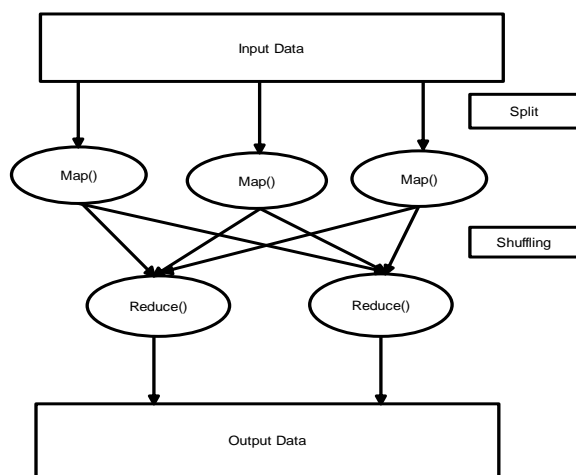 Input Data
Split
Map()
Map()
Map()
Shuffling
Reduce()
Reduce()
Output Data